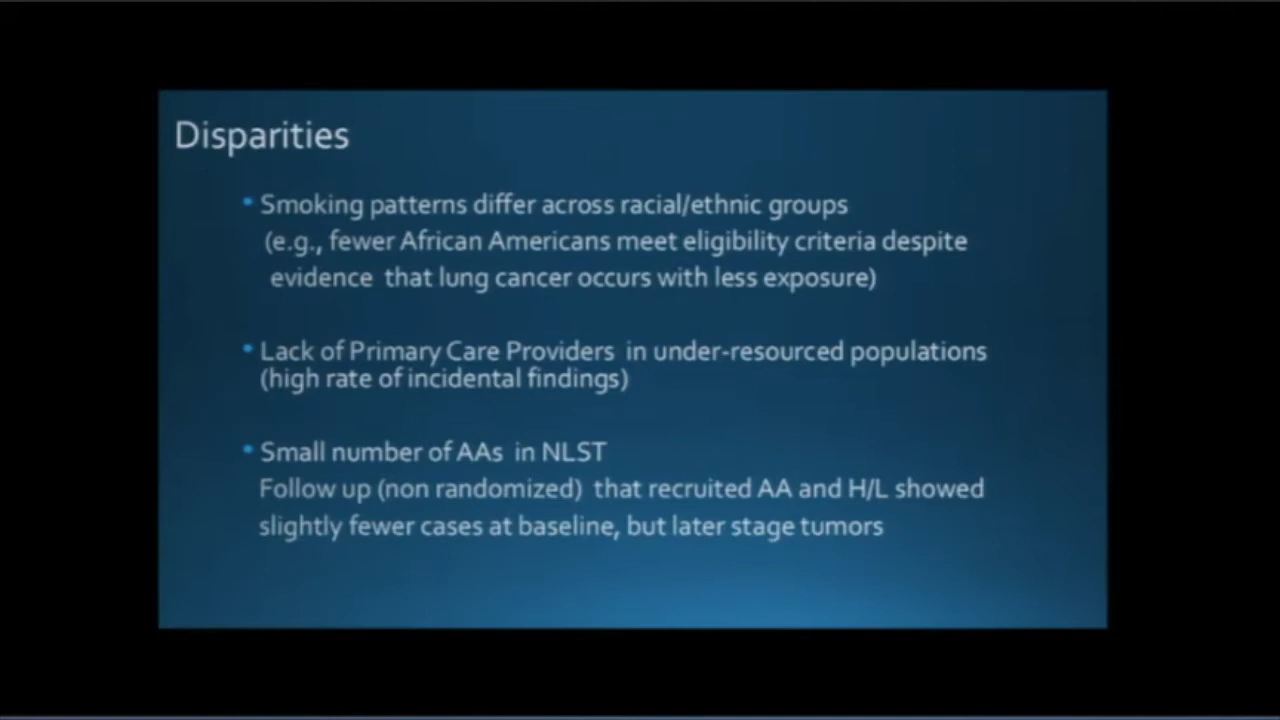 Disparities
• Smoking patterns differ across racial/ethnic groups
(e.g., fewer African Americans meet eligibility criteria despite
evidence that lung cancer occurs with less exposure)
• Lack of Primary Care Providers in under-resourced populations
(high rate of incidental findings)
• Small number of AAs in NLST
Follow up (non randomized) that recruited AA and H/L showed
slightly fewer cases at baseline, but later stage tumors